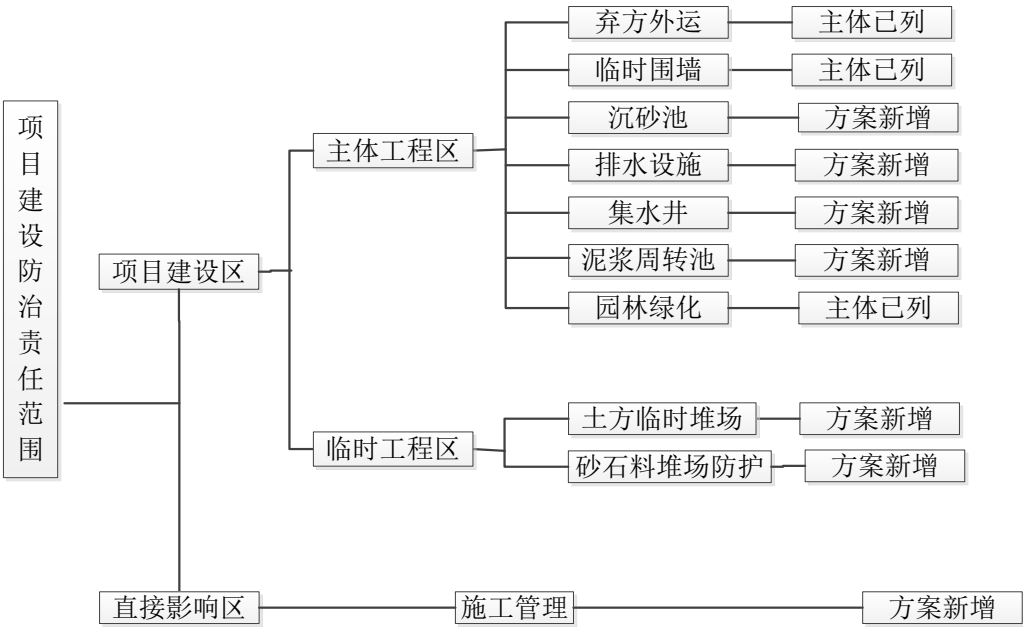 项目建设防治责任范围
项目建设区
主体工程区
弃方外运
主体已列
临时围墙
主体已列
沉砂池
方案新增
排水设施
方案新增
集水井
方案新增
泥浆周转池
方案新增
园林绿化
主体已列
临时工程区
土方临时堆场
方案新增
砂石料堆场防护
方案新增
直接影响区
施工管理
方案新增